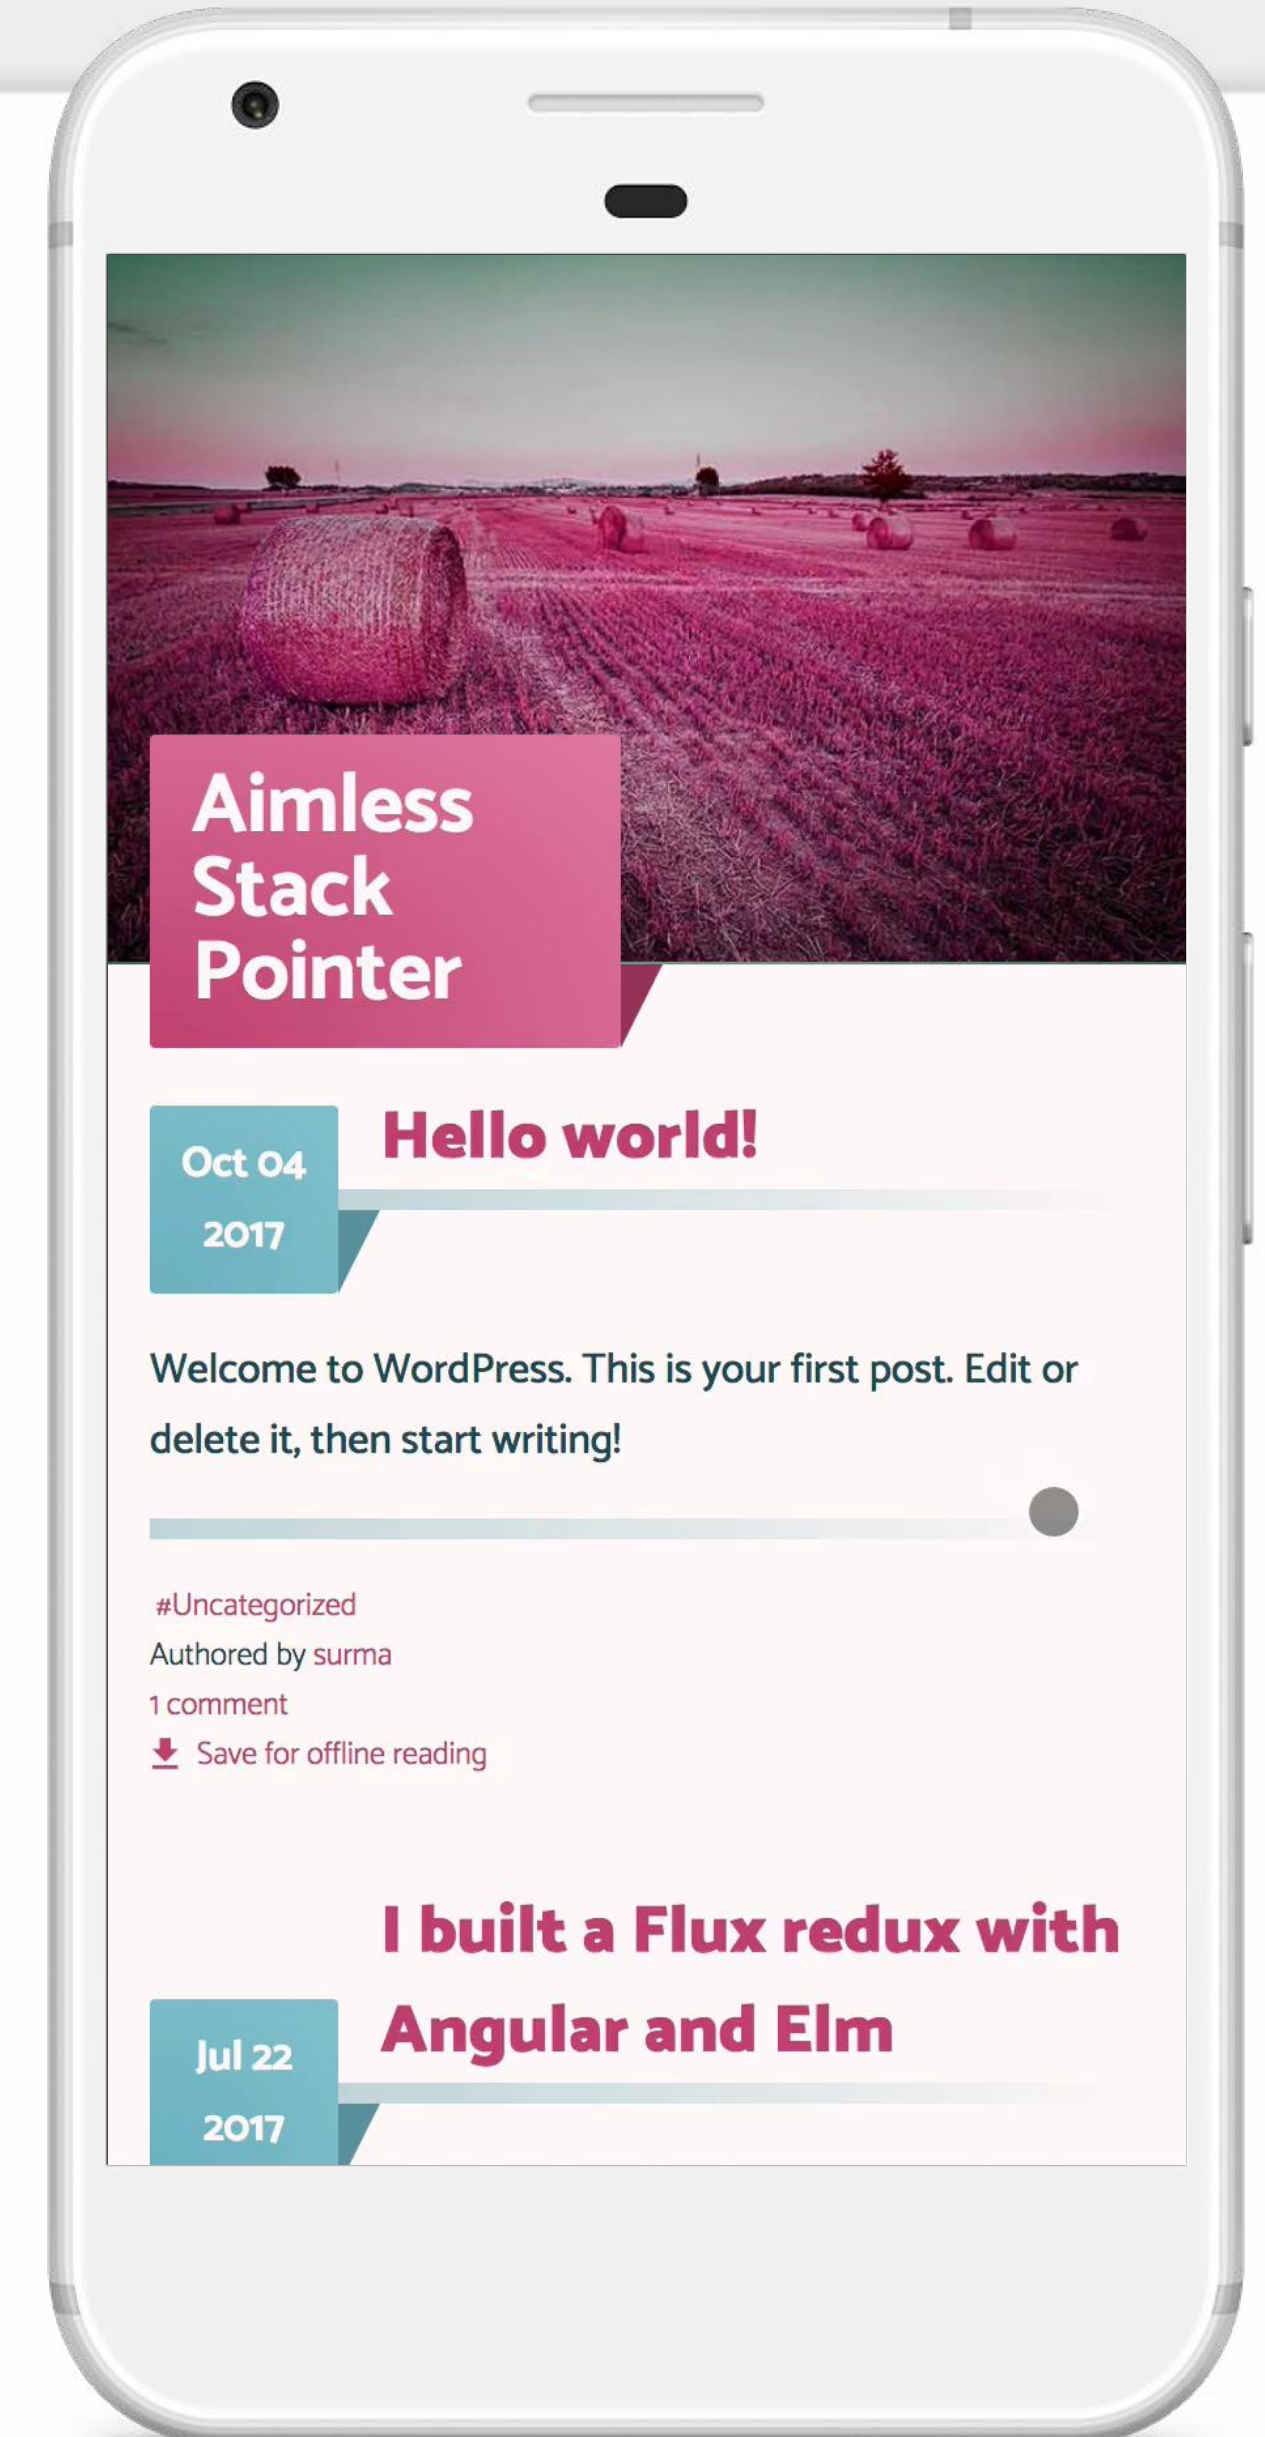 Aimless
Stack
Pointer
Hello world!
Oct 04
2017
Welcome to WordPress. This is your first post. Edit or
delete it, then start writing!
#Uncategorized
Authored by surma
1 comment
Save for offline reading
I built a Flux redux with
Angular and Elm
Jul 22
2017